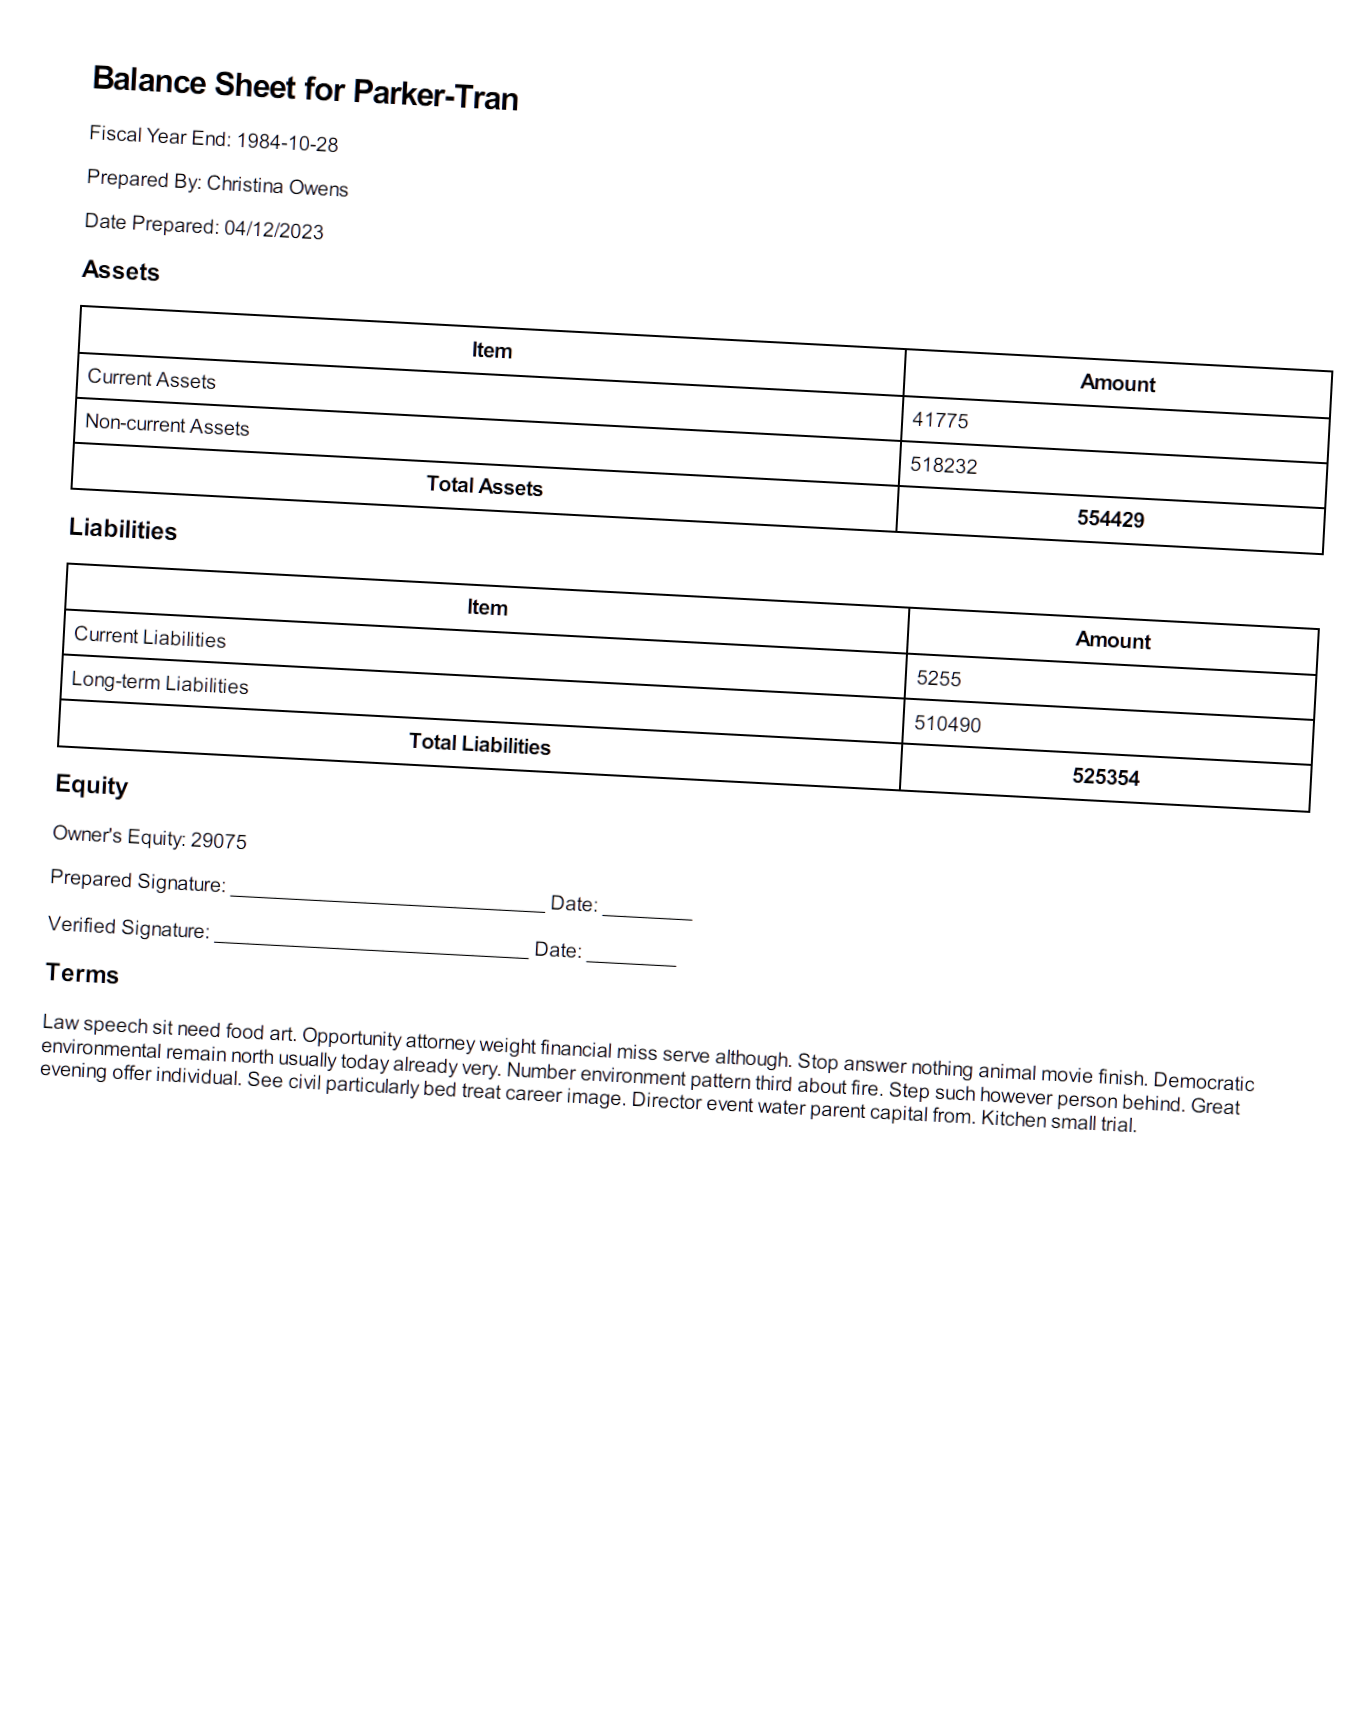 Balance Sheet for Parker-Tran
Fiscal Year End: 1984-10-28
Prepared By: Christina Owens
Date Prepared: 04/12/2023
Assets
Item Amount
Current Assets 41775
Non-current Assets 518232
Total Assets 554429
Liabilities
Item Amount
Current Liabilities 5255
Long-term Liabilities 510490
Total Liabilities 525354
Equity
Owner's Equity: 29075
Prepared Signature: ____________________________ Date: ________
Verified Signature: ____________________________ Date: ________
Terms
Law speech sit need food art. Opportunity attorney weight financial miss serve although. Stop answer nothing animal movie finish. Democratic
environmental remain north usually today already very. Number environment pattern third about fire. Step such however person behind. Great
evening offer individual. See civil particularly bed treat career image. Director event water parent capital from. Kitchen small trial.